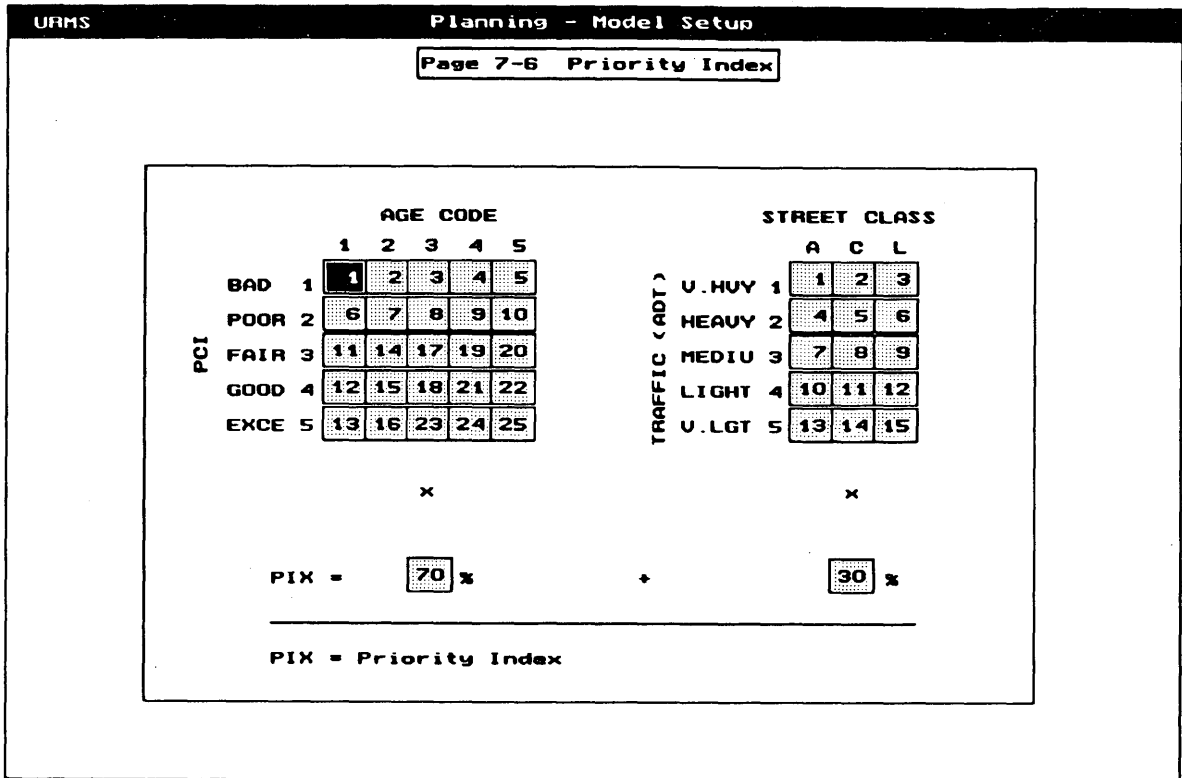 URMS Planning - Model Setup
Page 7-6 Priority Index
AGE CODE STREET CLASS
1 2 3 4 5 A C L
BAD 1 1 2 3 4 5 V.HVY 1 1 2 3
POOR 2 6 7 8 9 10 HEAVY 2 4 5 6
PCI
FAIR 3 11 14 17 19 20 MEDIU 3 7 8 9
GOOD 4 12 15 18 21 22 LIGHT 4 10 11 12
EXCE 5 13 16 23 24 25 V.LGT 5 13 14 15
TRAFFIC (ADT)
x x
PIX = 70 % + 30 %
PIX = Priority Index